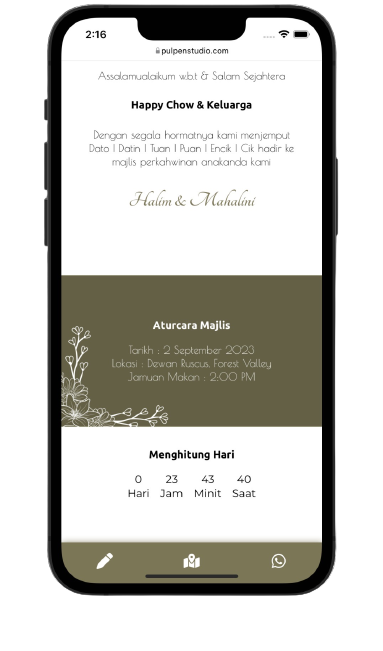 2:16
pulpenstudio.com
Assalamualaikum w.b.t & Salam Sejahtera
Happy Chow & Keluarga
Dengan segala hormatnya kami menjemput
Dato | Datin | Tuan | Puan | Encik | Cik hadir ke
majlis perkahwinan anakanda kami
Halim & Mahalini
Aturcara Majlis
Tarikh : 2 September 2023
Lokasi : Dewan Ruscus, Forest Valley
Jamuan Makan : 2:00 PM
Menghitung Hari
0 23 43 40
Hari Jam Minit Saat